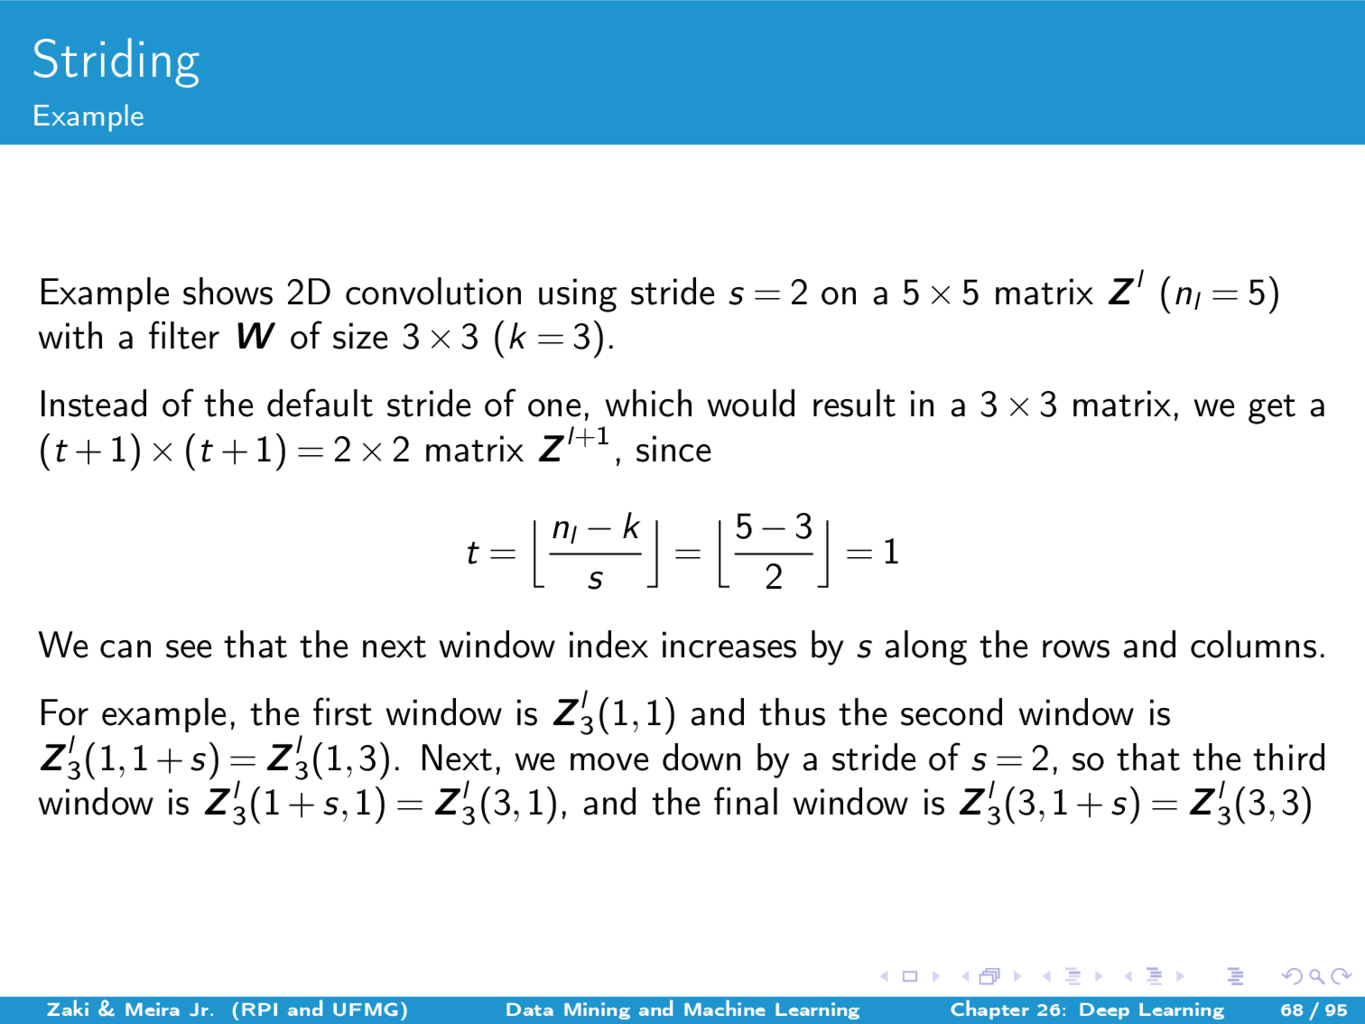 Striding
Example
Example shows 2D convolution using stride s = 2 on a 5 × 5 matrix Z^l (n_l = 5)
with a filter W of size 3 × 3 (k = 3).
Instead of the default stride of one, which would result in a 3 × 3 matrix, we get a
(t + 1) × (t + 1) = 2 × 2 matrix Z^{l+1}, since
t = ⌊(n_l − k)/s⌋ = ⌊(5 − 3)/2⌋ = 1
We can see that the next window index increases by s along the rows and columns.
For example, the first window is Z^l_3(1, 1) and thus the second window is
Z^l_3(1, 1 + s) = Z^l_3(1, 3). Next, we move down by a stride of s = 2, so that the third
window is Z^l_3(1 + s, 1) = Z^l_3(3, 1), and the final window is Z^l_3(3, 1 + s) = Z^l_3(3, 3)
Zaki & Meira Jr. (RPI and UFMG) Data Mining and Machine Learning Chapter 26: Deep Learning 68 / 95